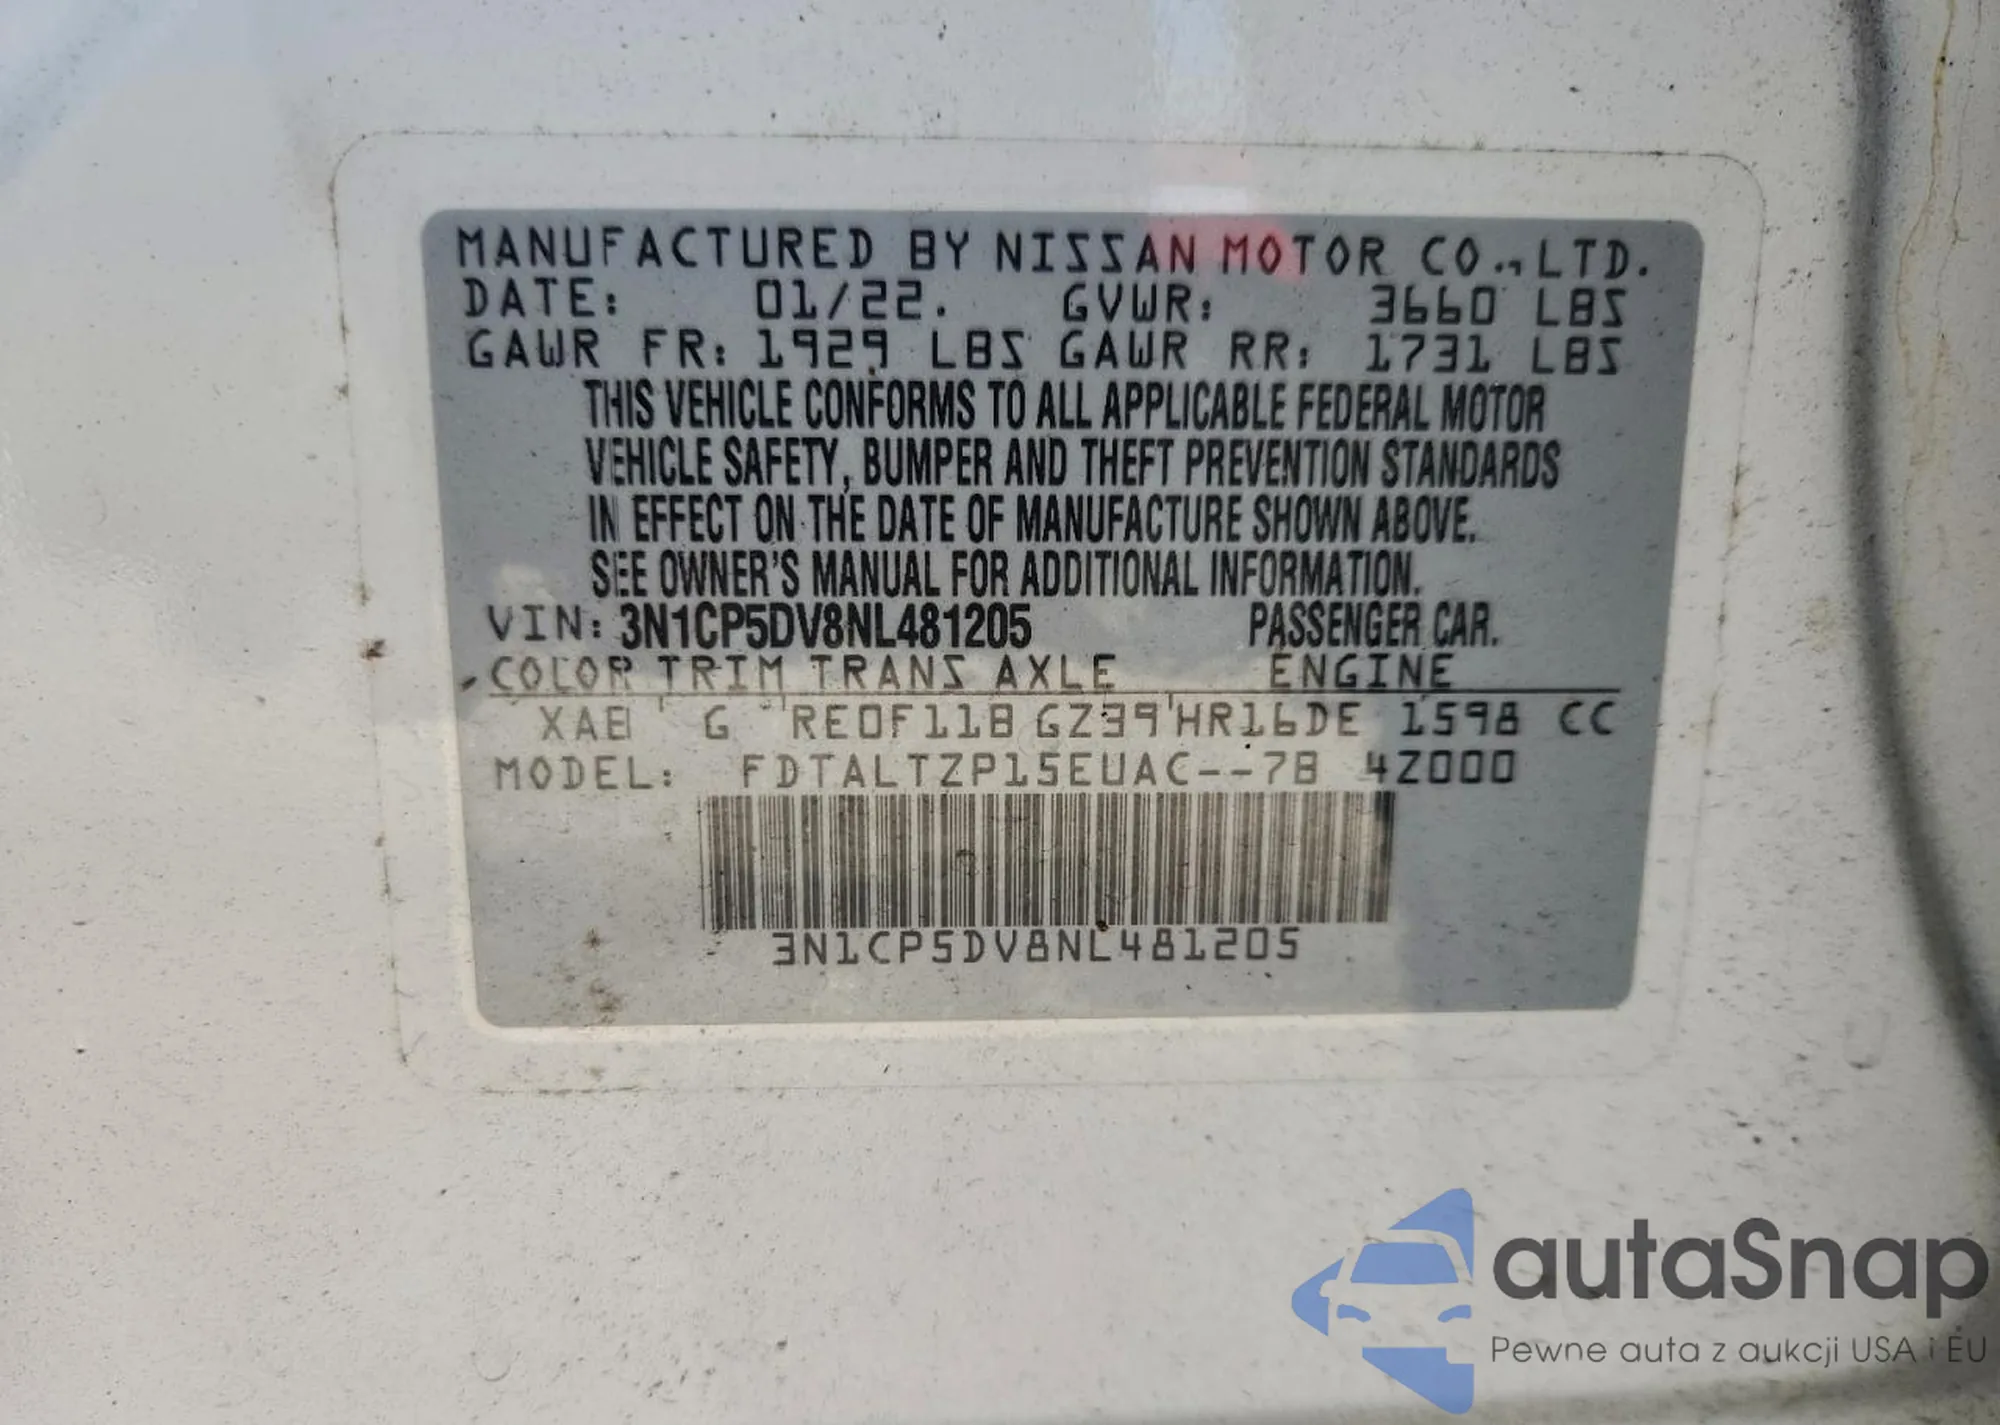 MANUFACTURED BY NISSAN MOTOR CO., LTD.
DATE: 01/22. GVWR: 3660 LBS
GAWR FR: 1929 LBS GAWR RR: 1731 LBS
THIS VEHICLE CONFORMS TO ALL APPLICABLE FEDERAL MOTOR
VEHICLE SAFETY, BUMPER AND THEFT PREVENTION STANDARDS
IN EFFECT ON THE DATE OF MANUFACTURE SHOWN ABOVE.
SEE OWNER'S MANUAL FOR ADDITIONAL INFORMATION.
VIN: 3N1CP5DV8NL481205 PASSENGER CAR.
COLOR TRIM TRANS AXLE ENGINE
XAB G RE0F11B GZ39 HR16DE 1598 CC
MODEL: FDTALTZP15EUAC--7B 4Z000
3N1CP5DV8NL481205
autaSnap
Pewne auta z aukcji USA i EU